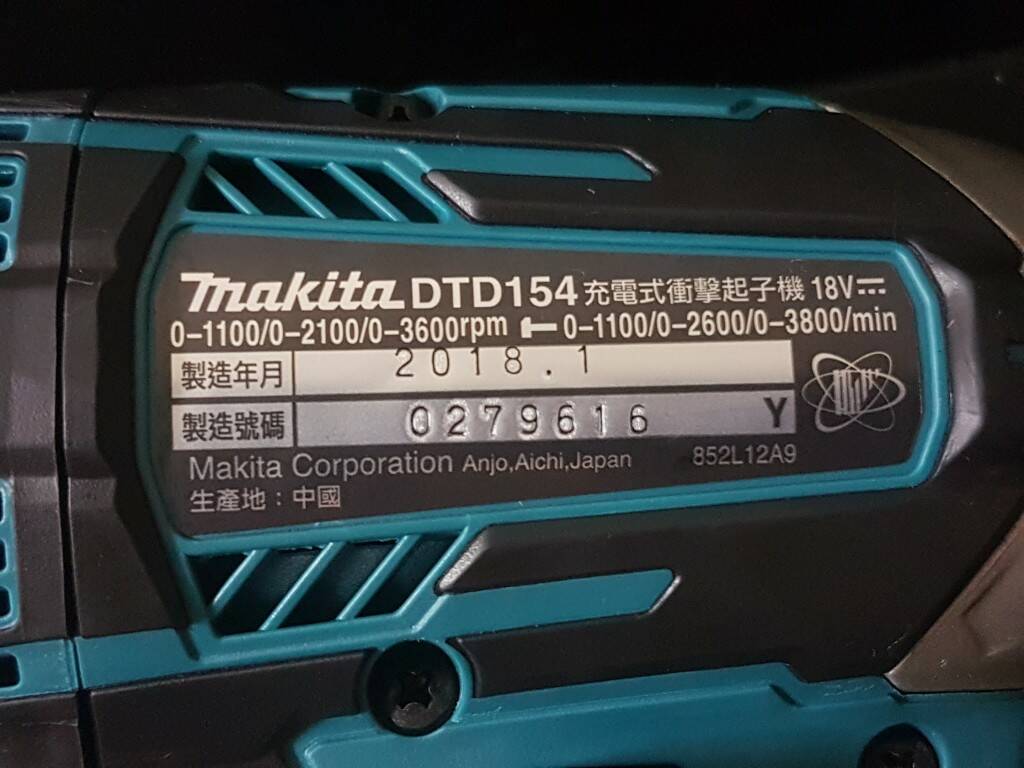 makita DTD154 充電式衝擊起子機 18V
0-1100/0-2100/0-3600rpm 0-1100/0-2600/0-3800/min
製造年月 2018.1
製造號碼 0279616 Y
Makita Corporation Anjo,Aichi,Japan 852L12A9
生產地：中國